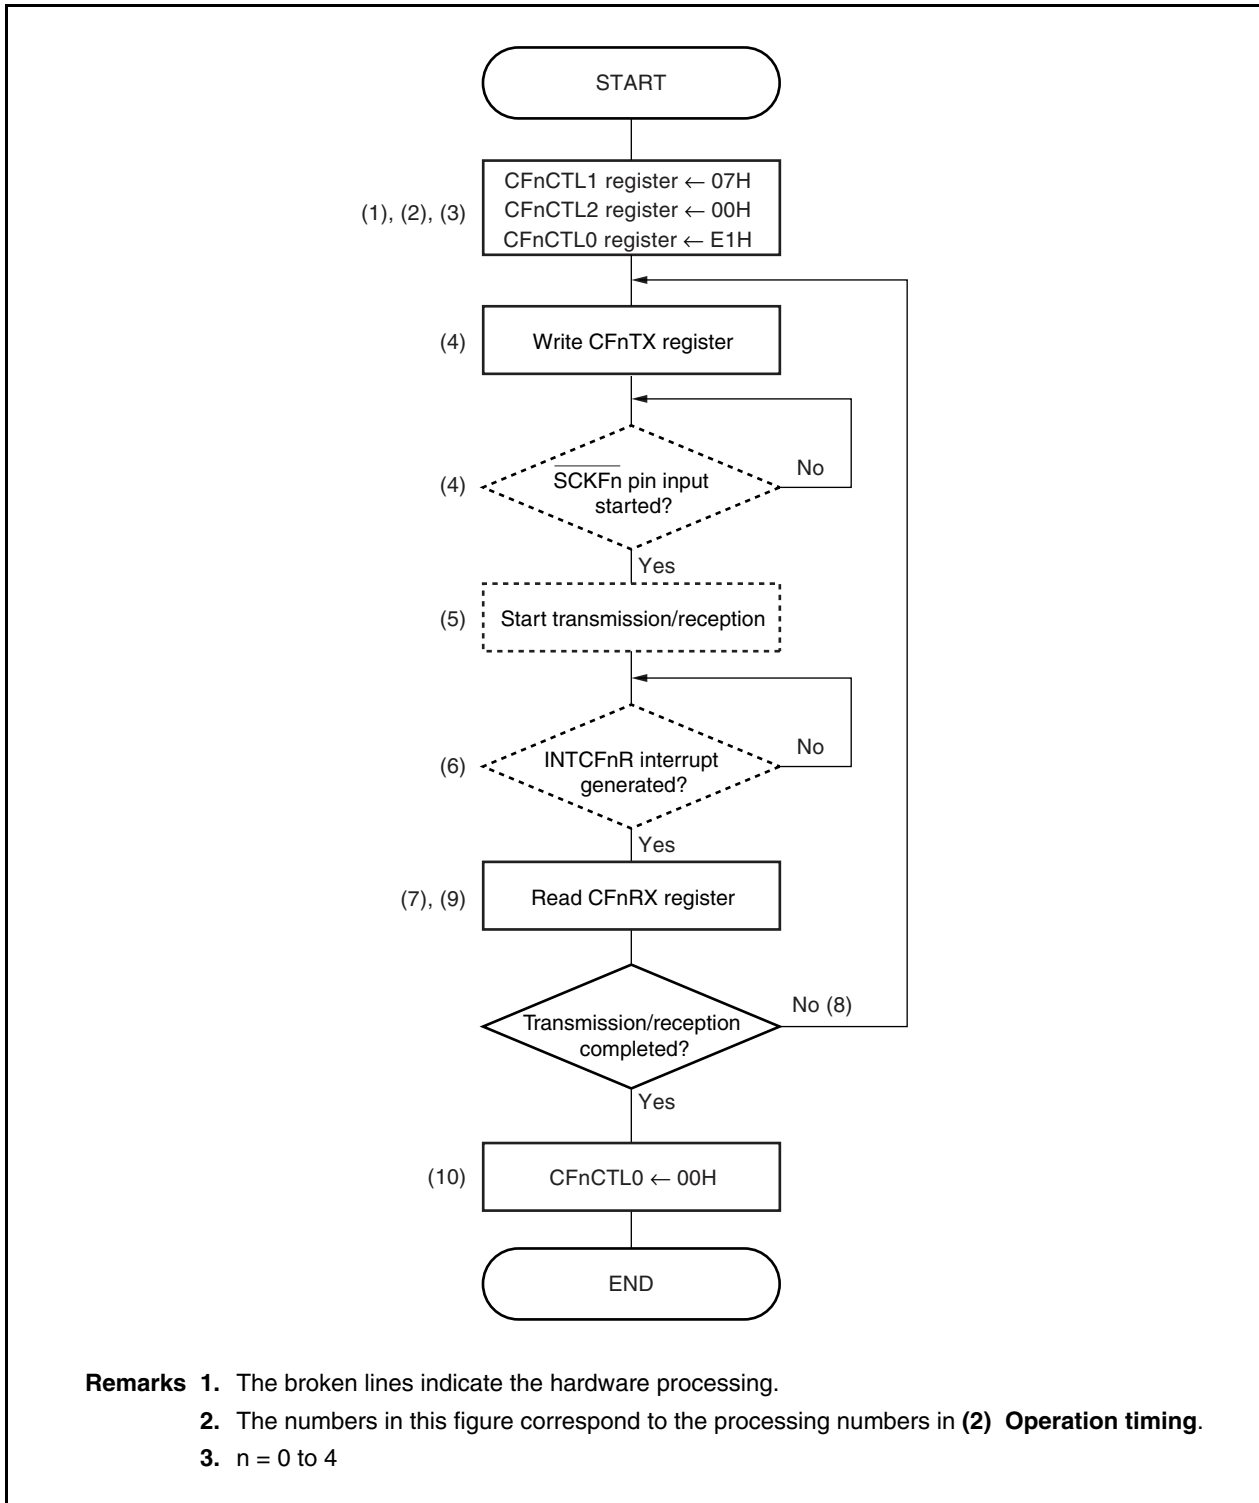 START
(1), (2), (3)
CFnCTL1 register ← 07H
CFnCTL2 register ← 00H
CFnCTL0 register ← E1H
(4)
Write CFnTX register
(4)
S̅C̅K̅F̅n̅ pin input
started?
No
Yes
(5)
Start transmission/reception
(6)
INTCFnR interrupt
generated?
No
Yes
(7), (9)
Read CFnRX register
Transmission/reception
completed?
No (8)
Yes
(10)
CFnCTL0 ← 00H
END
Remarks 1. The broken lines indicate the hardware processing.
2. The numbers in this figure correspond to the processing numbers in (2) Operation timing.
3. n = 0 to 4